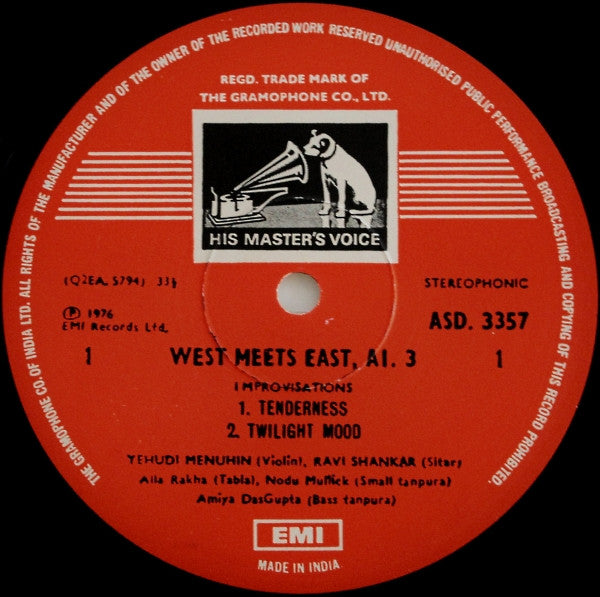 THE GRAMOPHONE CO. OF INDIA LTD. ALL RIGHTS OF THE MANUFACTURER AND OF THE OWNER OF THE RECORDED WORK RESERVED UNAUTHORISED PUBLIC PERFORMANCE BROADCASTING AND COPYING OF THIS RECORD PROHIBITED.
REGD. TRADE MARK OF
THE GRAMOPHONE CO., LTD.
HIS MASTER'S VOICE
(Q2EA. 5794) 33⅓
STEREOPHONIC
Ⓟ 1976
EMI Records Ltd.
ASD. 3357
1 WEST MEETS EAST, A1. 3 1
IMPROVISATIONS
1. TENDERNESS
2. TWILIGHT MOOD
YEHUDI MENUHIN (Violin), RAVI SHANKAR (Sitar)
Alla Rakha (Tabla), Nodu Mullick (Small tanpura)
Amiya DasGupta (Bass tanpura)
EMI
MADE IN INDIA